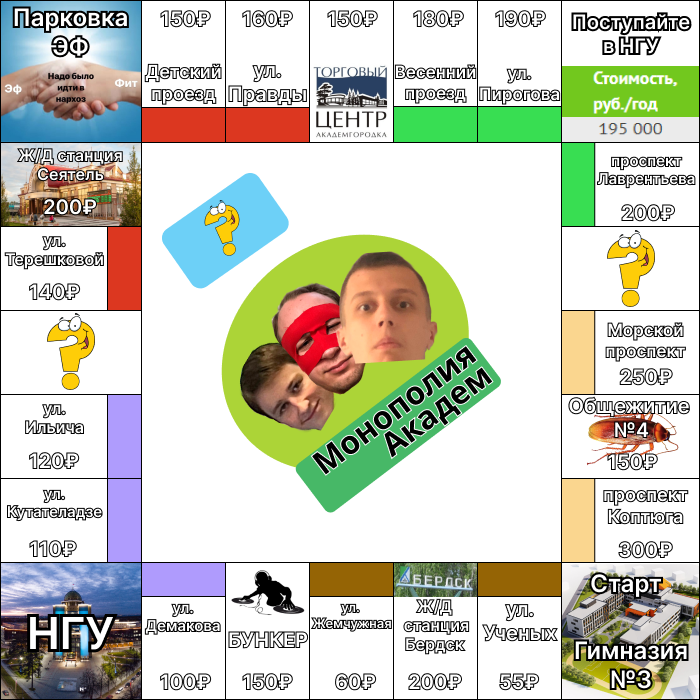 Парковка
ЭФ
Надо было
идти в
нархоз
Эф
Фит
150₽
Детский
проезд
160₽
ул.
Правды
150₽
ТОРГОВЫЙ
ЦЕНТР
АКАДЕМГОРОДКА
180₽
Весенний
проезд
190₽
ул.
Пирогова
Поступайте
в НГУ
Стоимость,
руб./год
195 000
Ж/Д станция
Сеятель
200₽
проспект
Лаврентьева
200₽
ул.
Терешковой
140₽
?
?
?
Морской
проспект
250₽
Монополия
Академ
ул.
Ильича
120₽
Общежитие
№4
150₽
ул.
Кутателадзе
110₽
проспект
Коптюга
300₽
НГУ
ул.
Демакова
100₽
БУНКЕР
150₽
ул.
Жемчужная
60₽
БЕРДСК
Ж/Д
станция
Бердск
200₽
ул.
Ученых
55₽
Старт
Гимназия
№3